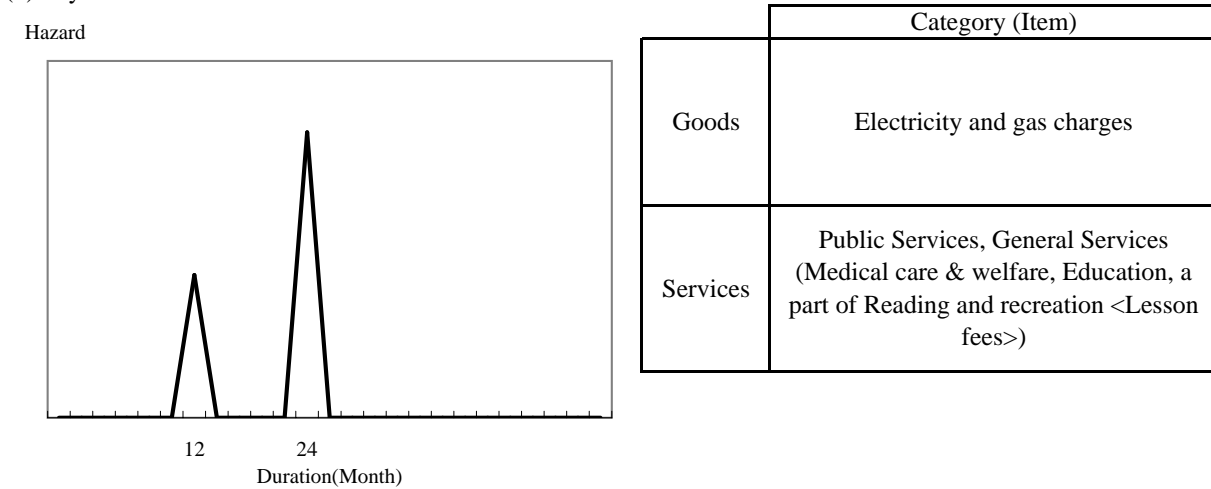 Hazard
12
24
Duration(Month)
Category (Item)
Goods
Electricity and gas charges
Services
Public Services, General Services
(Medical care & welfare, Education, a
part of Reading and recreation <Lesson
fees>)